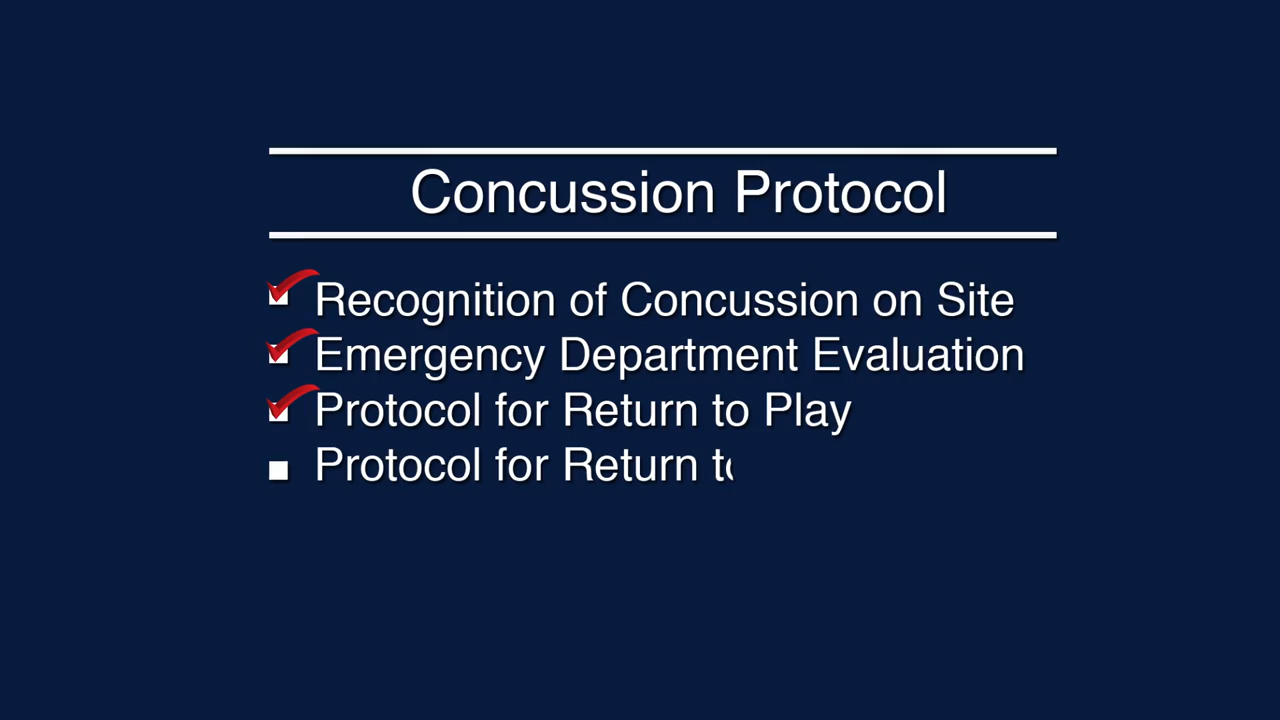 Concussion Protocol
Recognition of Concussion on Site
Emergency Department Evaluation
Protocol for Return to Play
Protocol for Return